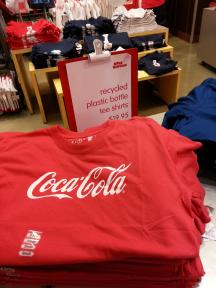 recycled
plastic bottle
tee shirts
$19.95
Coca-Cola